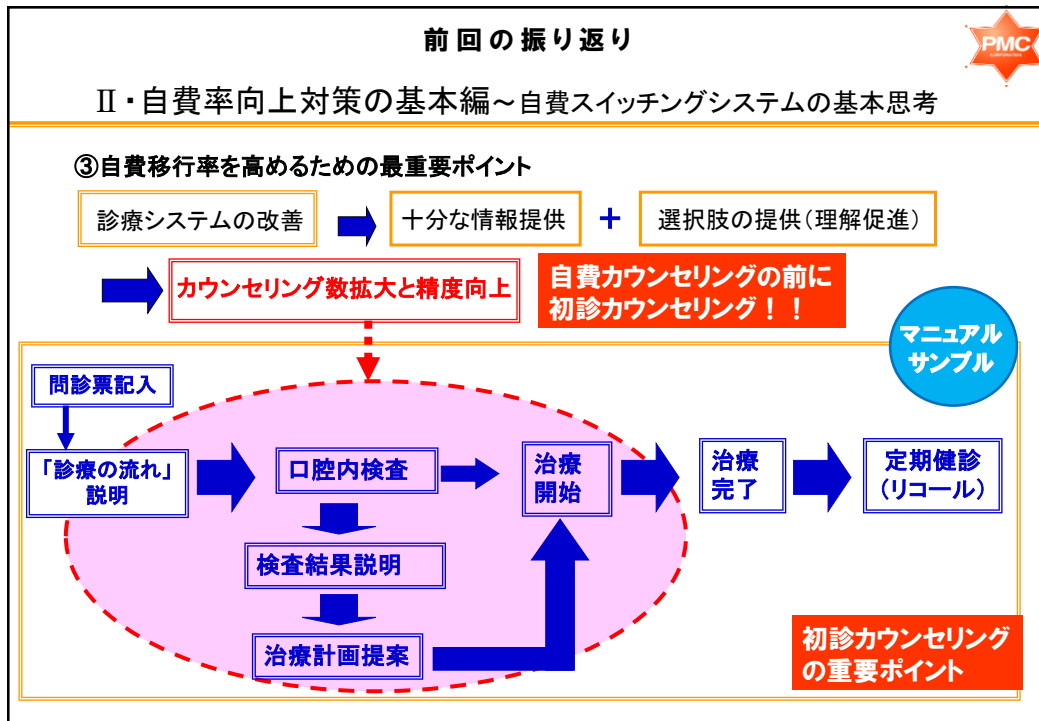 前回の振り返り
PMC
CORPORATION
Ⅱ・自費率向上対策の基本編～自費スイッチングシステムの基本思考
③自費移行率を高めるための最重要ポイント
診療システムの改善
十分な情報提供
＋
選択肢の提供(理解促進)
カウンセリング数拡大と精度向上
自費カウンセリングの前に
初診カウンセリング！！
マニュアル
サンプル
問診票記入
「診療の流れ」
説明
口腔内検査
治療
開始
治療
完了
定期健診
(リコール)
検査結果説明
治療計画提案
初診カウンセリング
の重要ポイント